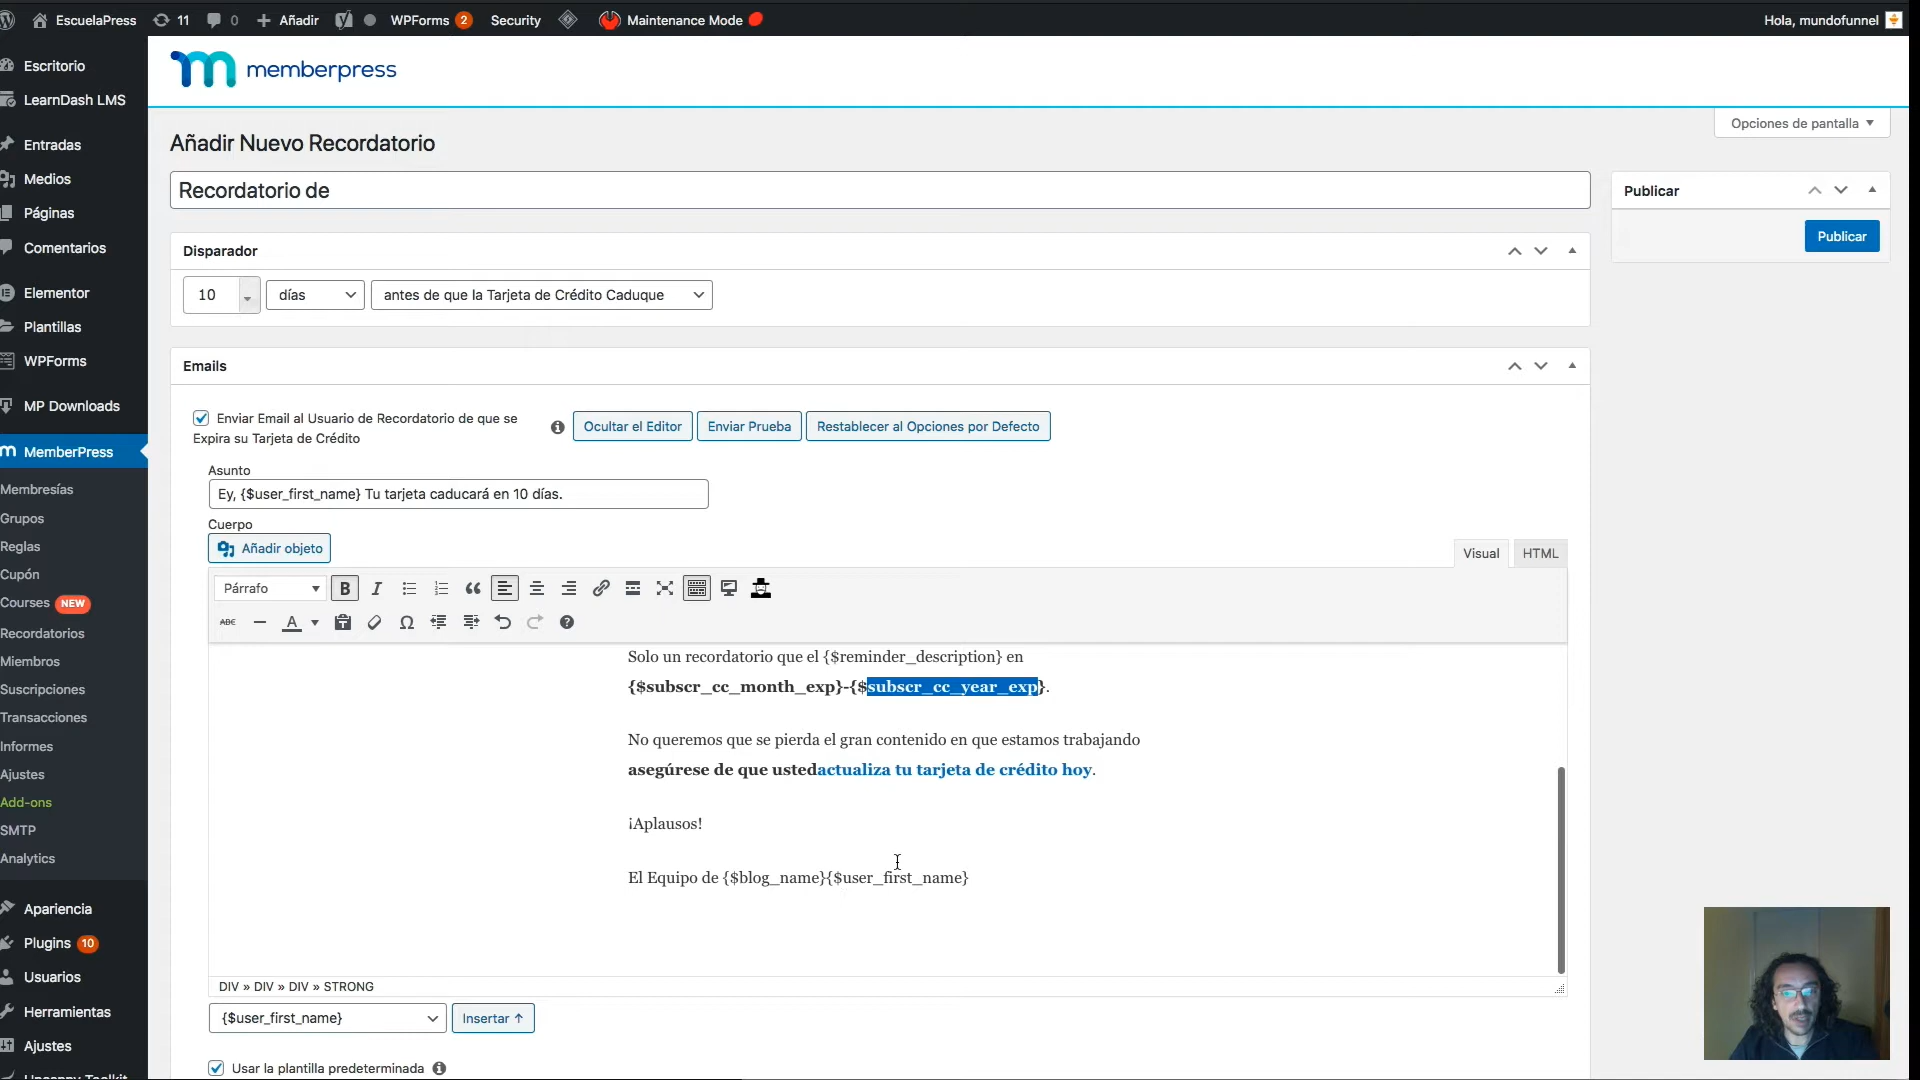 EscuelaPress
11
0
Añadir
WPForms 2
Security
Maintenance Mode
Hola, mundofunnel
Escritorio
LearnDash LMS
Entradas
Medios
Páginas
Comentarios
Elementor
Plantillas
WPForms
MP Downloads
MemberPress
Membresías
Grupos
Reglas
Cupón
Courses NEW
Recordatorios
Miembros
Suscripciones
Transacciones
Informes
Ajustes
Add-ons
SMTP
Analytics
Apariencia
Plugins 10
Usuarios
Herramientas
Ajustes
Uncanny Toolkit
memberpress
Opciones de pantalla
Añadir Nuevo Recordatorio
Recordatorio de
Publicar
Publicar
Disparador
10
días
antes de que la Tarjeta de Crédito Caduque
Emails
Enviar Email al Usuario de Recordatorio de que se
Expira su Tarjeta de Crédito
Ocultar el Editor
Enviar Prueba
Restablecer al Opciones por Defecto
Asunto
Ey, {$user_first_name} Tu tarjeta caducará en 10 días.
Cuerpo
Añadir objeto
Visual
HTML
Párrafo
B
I
ABC
A
Ω
Solo un recordatorio que el {$reminder_description} en
{$subscr_cc_month_exp}-{$subscr_cc_year_exp}.
No queremos que se pierda el gran contenido en que estamos trabajando
asegúrese de que ustedactualiza tu tarjeta de crédito hoy.
¡Aplausos!
El Equipo de {$blog_name}{$user_first_name}
DIV » DIV » DIV » STRONG
{$user_first_name}
Insertar ↑
Usar la plantilla predeterminada